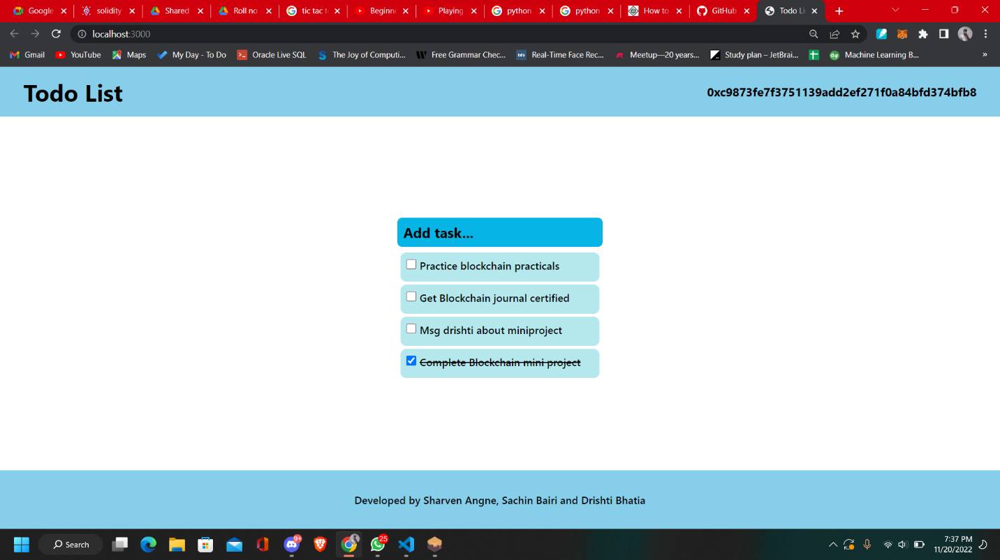 Google
solidity
Shared
Roll no
tic tac t
Beginn
Playing
python
python
How to
GitHub
Todo Li
localhost:3000
Gmail
YouTube
Maps
My Day - To Do
Oracle Live SQL
The Joy of Computi...
Free Grammar Chec...
tds
Real-Time Face Rec...
Meetup—20 years...
Study plan – JetBrai...
Machine Learning B...
»
Todo List
0xc9873fe7f3751139add2ef271f0a84bfd374bfb8
Add task...
Practice blockchain practicals
Get Blockchain journal certified
Msg drishti about miniproject
Complete Blockchain mini project
Developed by Sharven Angne, Sachin Bairi and Drishti Bhatia
Search
9+
25
7:37 PM
11/20/2022